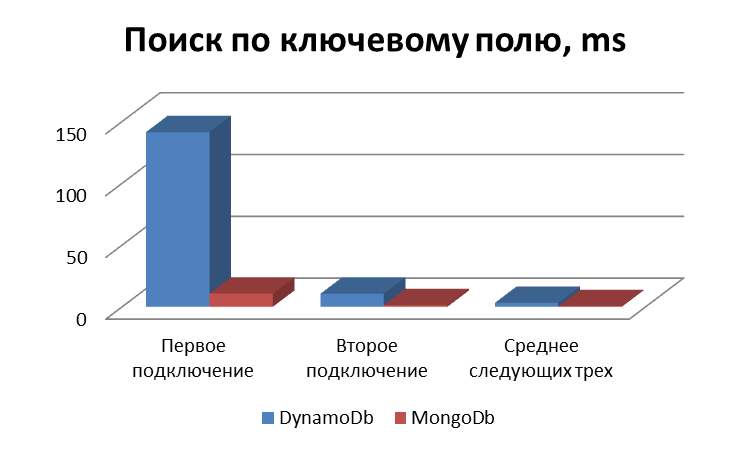 Поиск по ключевому полю, ms
150
100
50
0
Первое
подключение
Второе
подключение
Среднее
следующих трех
DynamoDb
MongoDb